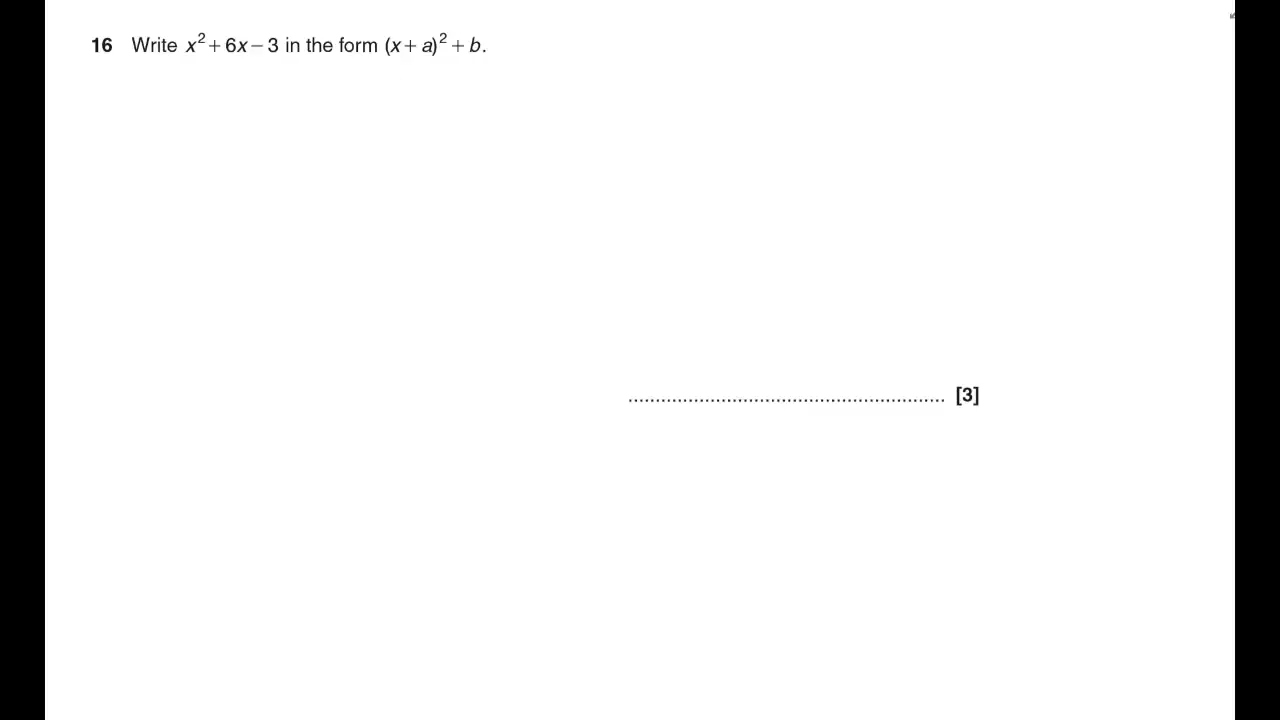 16 Write x² + 6x − 3 in the form (x + a)² + b.
.......................................................... [3]